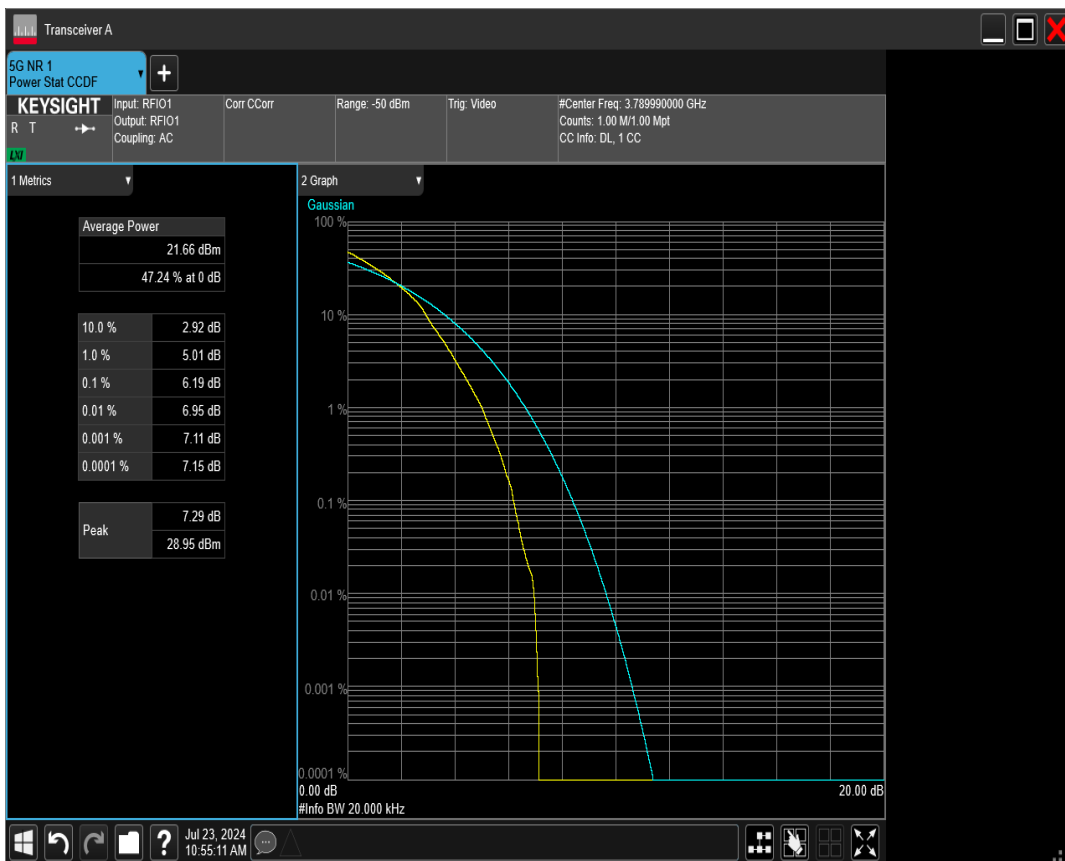 Transceiver A
5G NR 1
Power Stat CCDF
KEYSIGHT
R T
LXI
Input: RFIO1
Output: RFIO1
Coupling: AC
Corr CCorr
Range: -50 dBm
Trig: Video
#Center Freq: 3.789990000 GHz
Counts: 1.00 M/1.00 Mpt
CC Info: DL, 1 CC
1 Metrics
Average Power
21.66 dBm
47.24 % at 0 dB
10.0 % 2.92 dB
1.0 % 5.01 dB
0.1 % 6.19 dB
0.01 % 6.95 dB
0.001 % 7.11 dB
0.0001 % 7.15 dB
Peak 7.29 dB
28.95 dBm
2 Graph
Gaussian
100 %
10 %
1 %
0.1 %
0.01 %
0.001 %
0.0001 %
0.00 dB 20.00 dB
#Info BW 20.000 kHz
Jul 23, 2024
10:55:11 AM